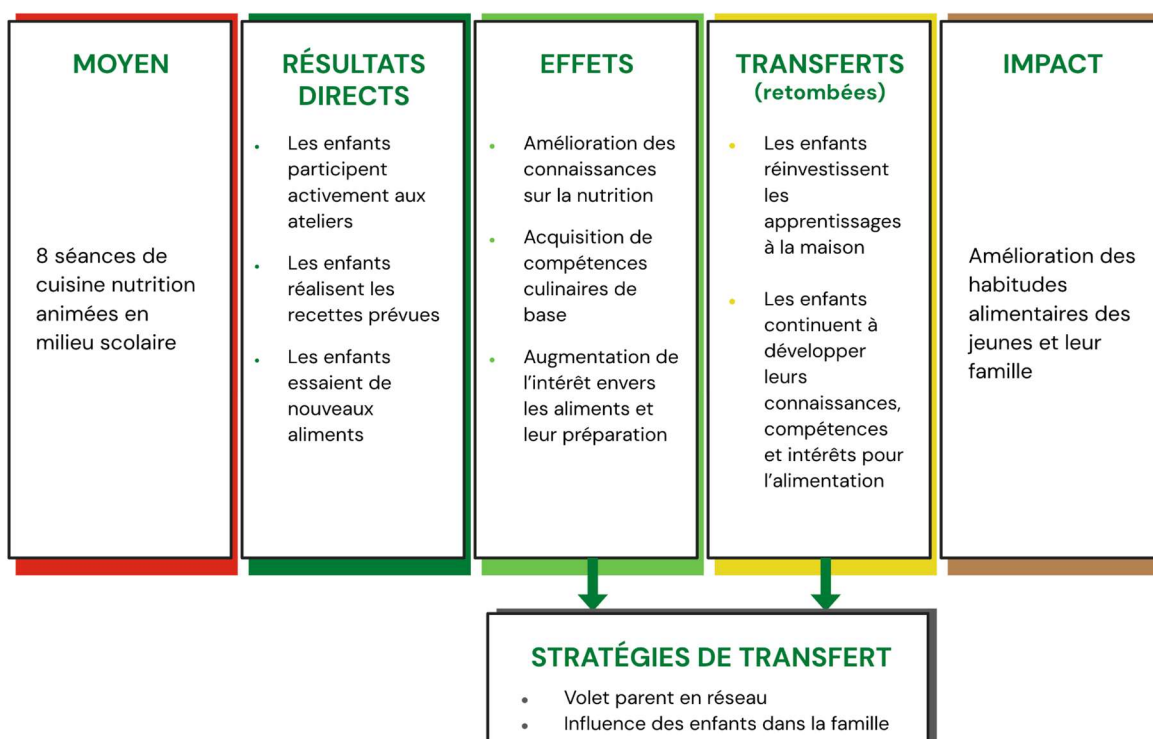 MOYEN
8 séances de
cuisine nutrition
animées en
milieu scolaire
RÉSULTATS
DIRECTS
• Les enfants
participent
activement aux
ateliers
• Les enfants
réalisent les
recettes prévues
• Les enfants
essaient de
nouveaux
aliments
EFFETS
• Amélioration des
connaissances
sur la nutrition
• Acquisition de
compétences
culinaires de
base
• Augmentation de
l’intérêt envers
les aliments et
leur préparation
TRANSFERTS
(retombées)
• Les enfants
réinvestissent
les
apprentissages
à la maison
• Les enfants
continuent à
développer
leurs
connaissances,
compétences
et intérêts pour
l’alimentation
IMPACT
Amélioration des
habitudes
alimentaires des
jeunes et leur
famille
STRATÉGIES DE TRANSFERT
• Volet parent en réseau
• Influence des enfants dans la famille